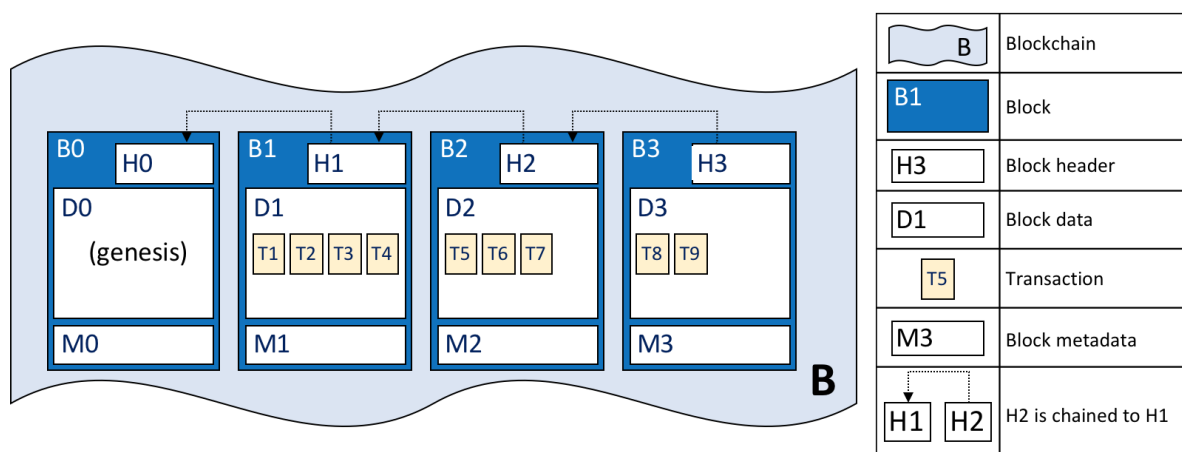 B0
H0
D0
(genesis)
M0
B1
H1
D1
T1 T2 T3 T4
M1
B2
H2
D2
T5 T6 T7
M2
B3
H3
D3
T8 T9
M3
B
B
Blockchain
B1
Block
H3
Block header
D1
Block data
T5
Transaction
M3
Block metadata
H1 H2
H2 is chained to H1